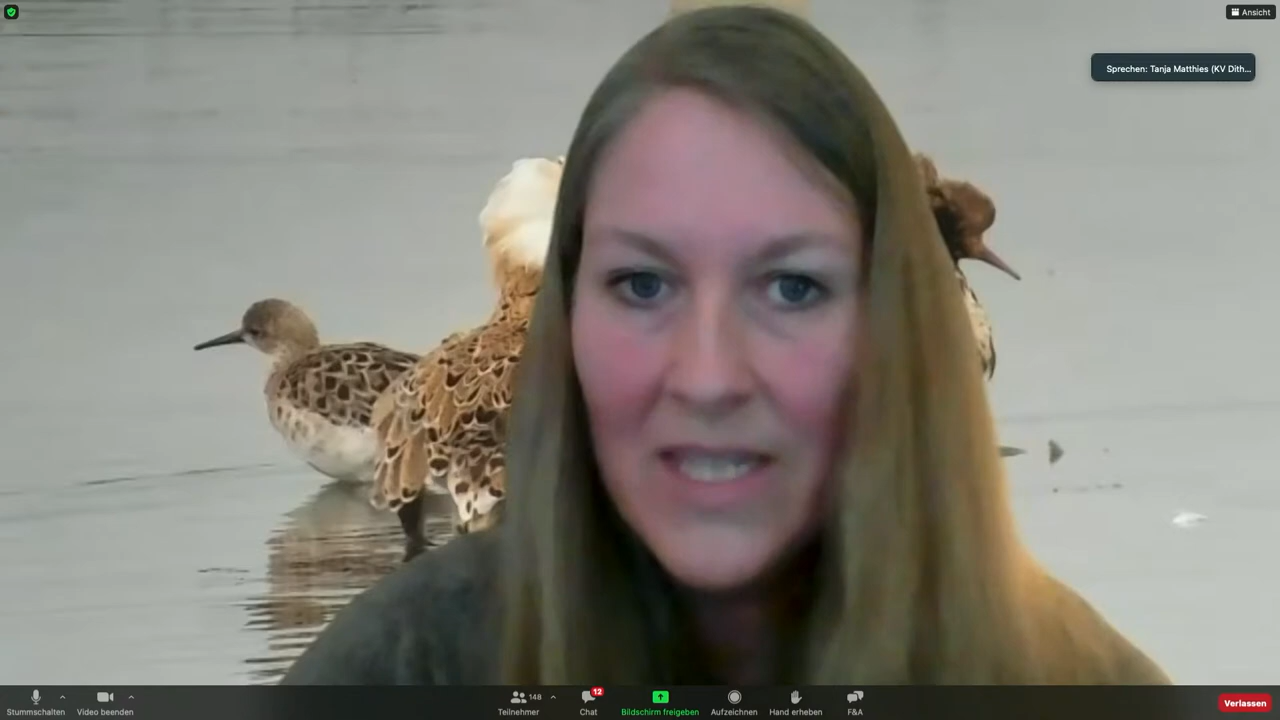 Ansicht
Sprechen: Tanja Matthies (KV Dith...
Stummschalten
Video beenden
148
Teilnehmer
12
Chat
Bildschirm freigeben
Aufzeichnen
Hand erheben
F&A
Verlassen